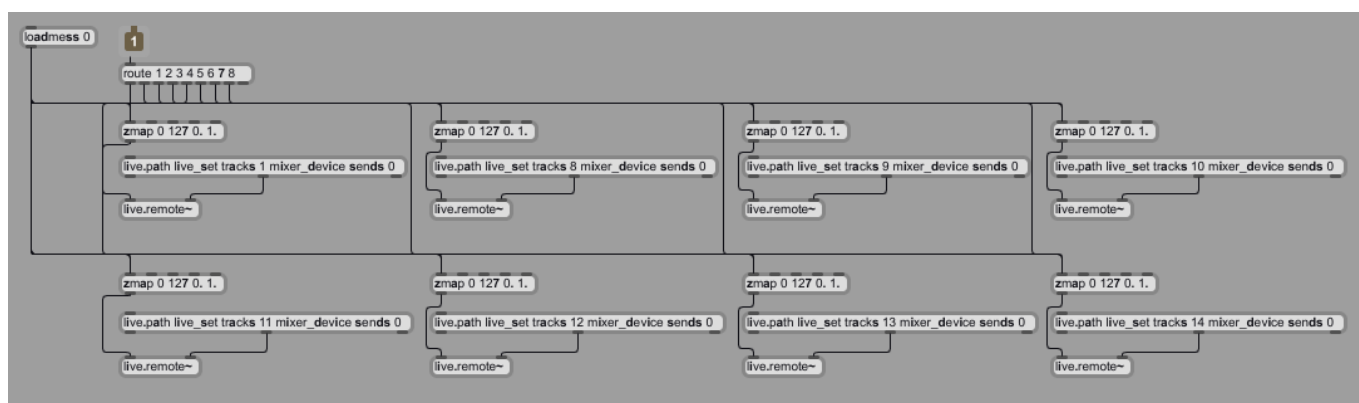 loadmess 0
1
route 1 2 3 4 5 6 7 8
zmap 0 127 0. 1.
zmap 0 127 0. 1.
zmap 0 127 0. 1.
zmap 0 127 0. 1.
live.path live_set tracks 1 mixer_device sends 0
live.path live_set tracks 8 mixer_device sends 0
live.path live_set tracks 9 mixer_device sends 0
live.path live_set tracks 10 mixer_device sends 0
live.remote~
live.remote~
live.remote~
live.remote~
zmap 0 127 0. 1.
zmap 0 127 0. 1.
zmap 0 127 0. 1.
zmap 0 127 0. 1.
live.path live_set tracks 11 mixer_device sends 0
live.path live_set tracks 12 mixer_device sends 0
live.path live_set tracks 13 mixer_device sends 0
live.path live_set tracks 14 mixer_device sends 0
live.remote~
live.remote~
live.remote~
live.remote~